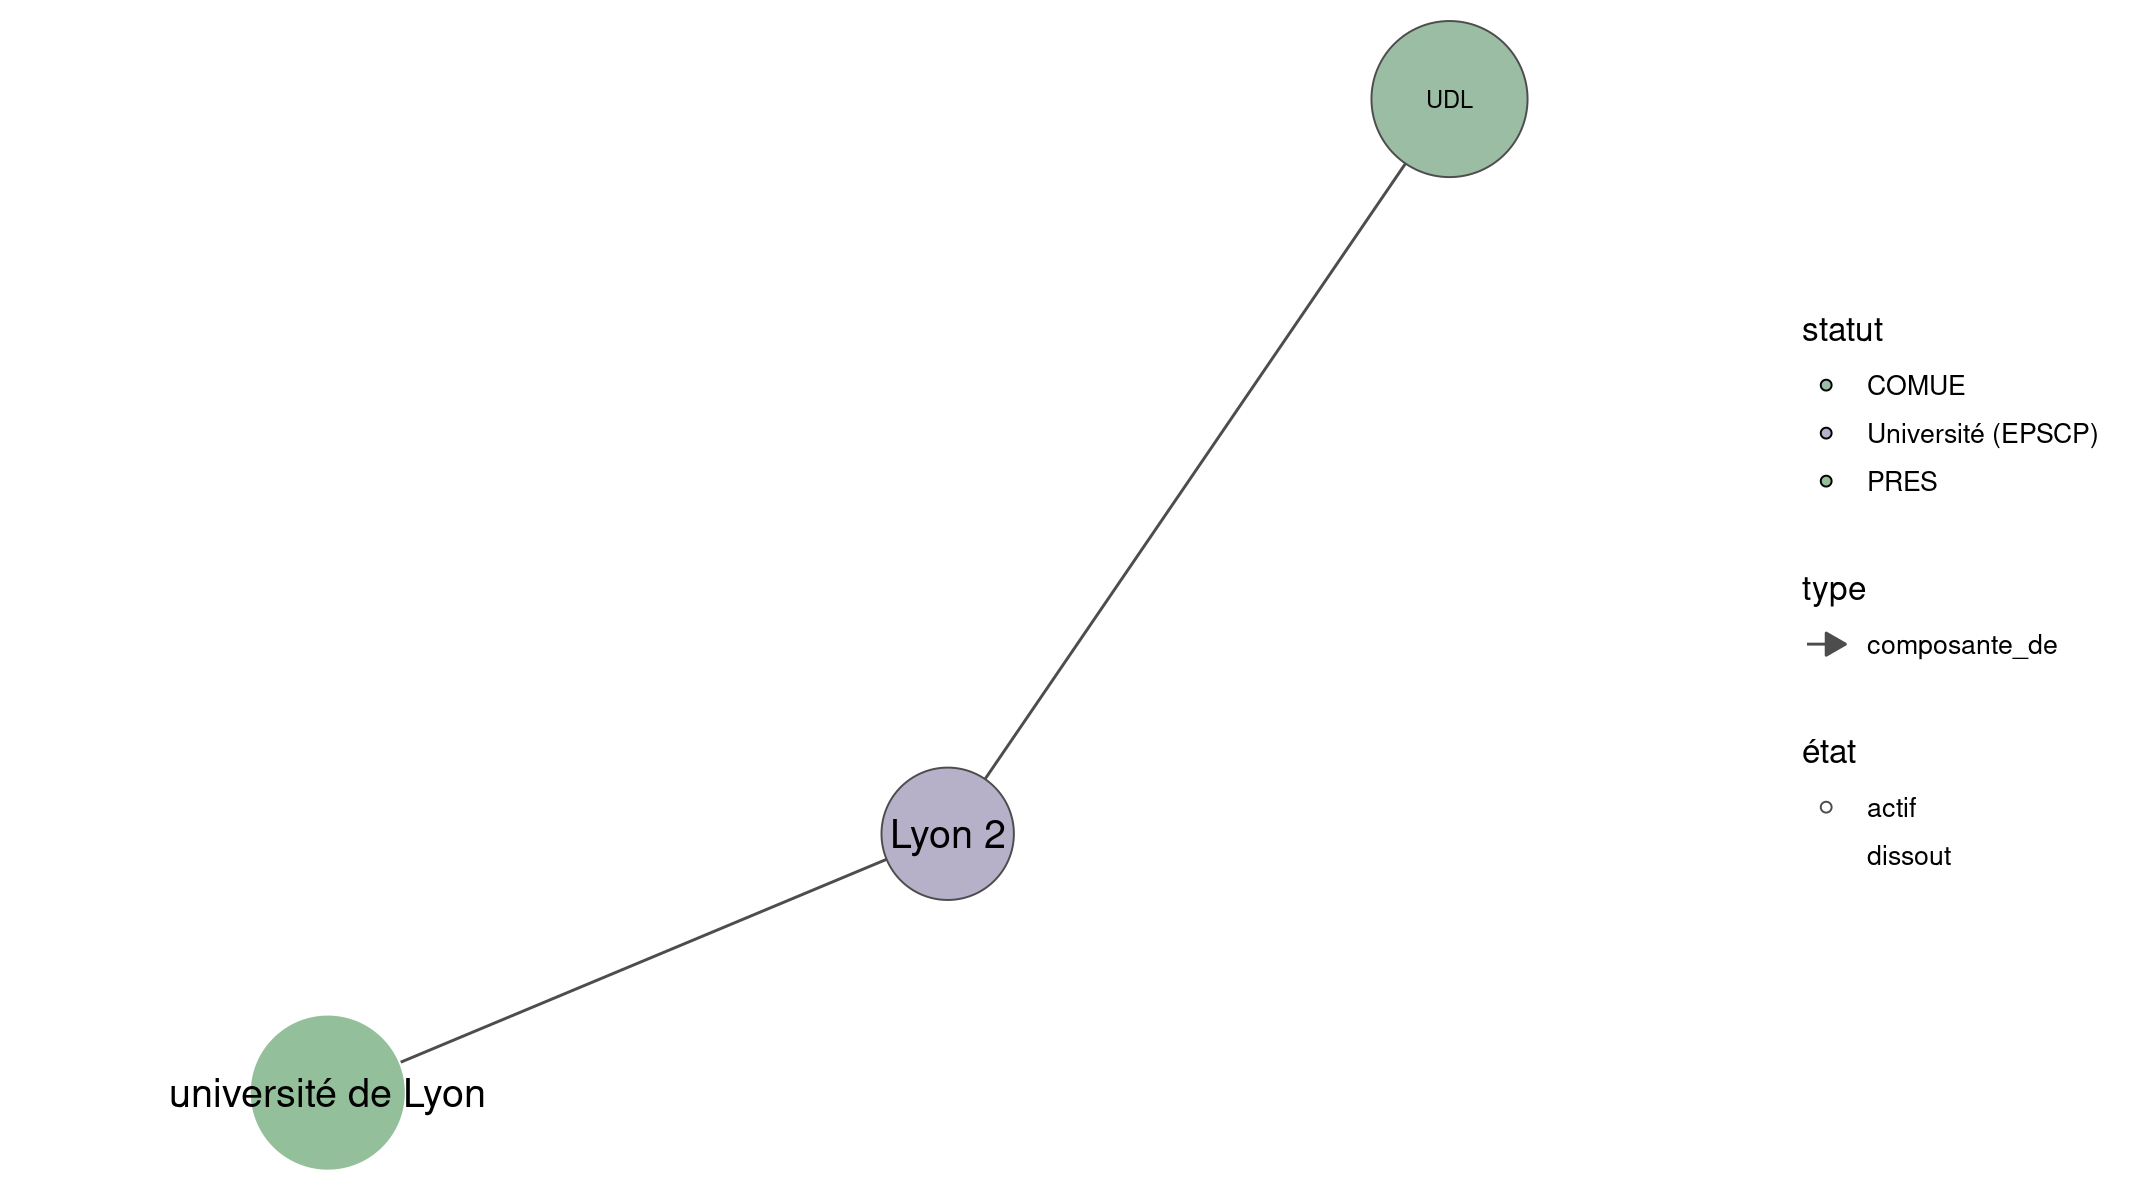 UDL
Lyon 2
université de Lyon
statut
COMUE
Université (EPSCP)
PRES
type
composante_de
état
actif
dissout